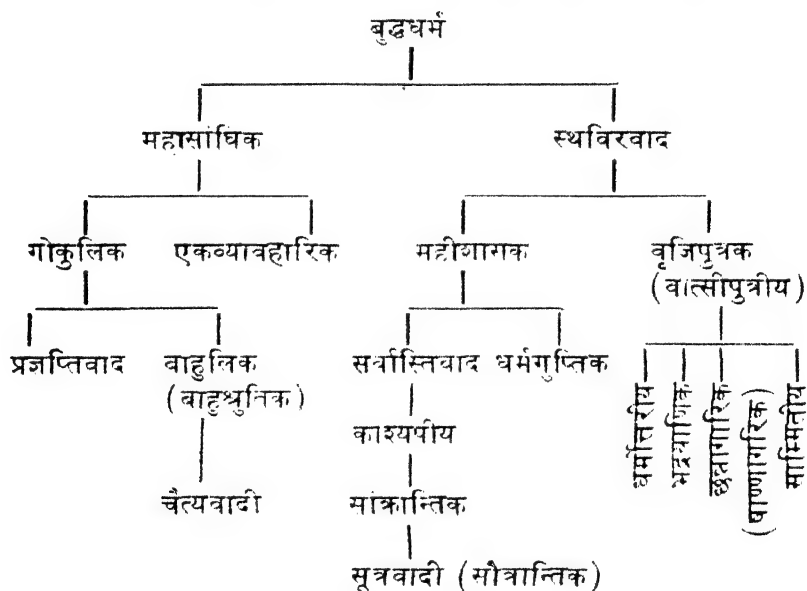 बुद्धधर्म
महासांघिक स्थविरवाद
गोकुलिक एकव्यावहारिक महीशासक वृजिपुत्रक
(वात्सीपुत्रीय)
प्रज्ञप्तिवाद बाहुलिक सर्वास्तिवाद धर्मगुप्तिक
(बाहुश्रुतिक)
धर्मोत्तरीय
भद्रयाणिक
छन्नागारिक
(षाण्णागरिक)
साम्मितीय
काश्यपीय
चैत्यवादी सांक्रान्तिक
सूत्रवादी (सौत्रान्तिक)